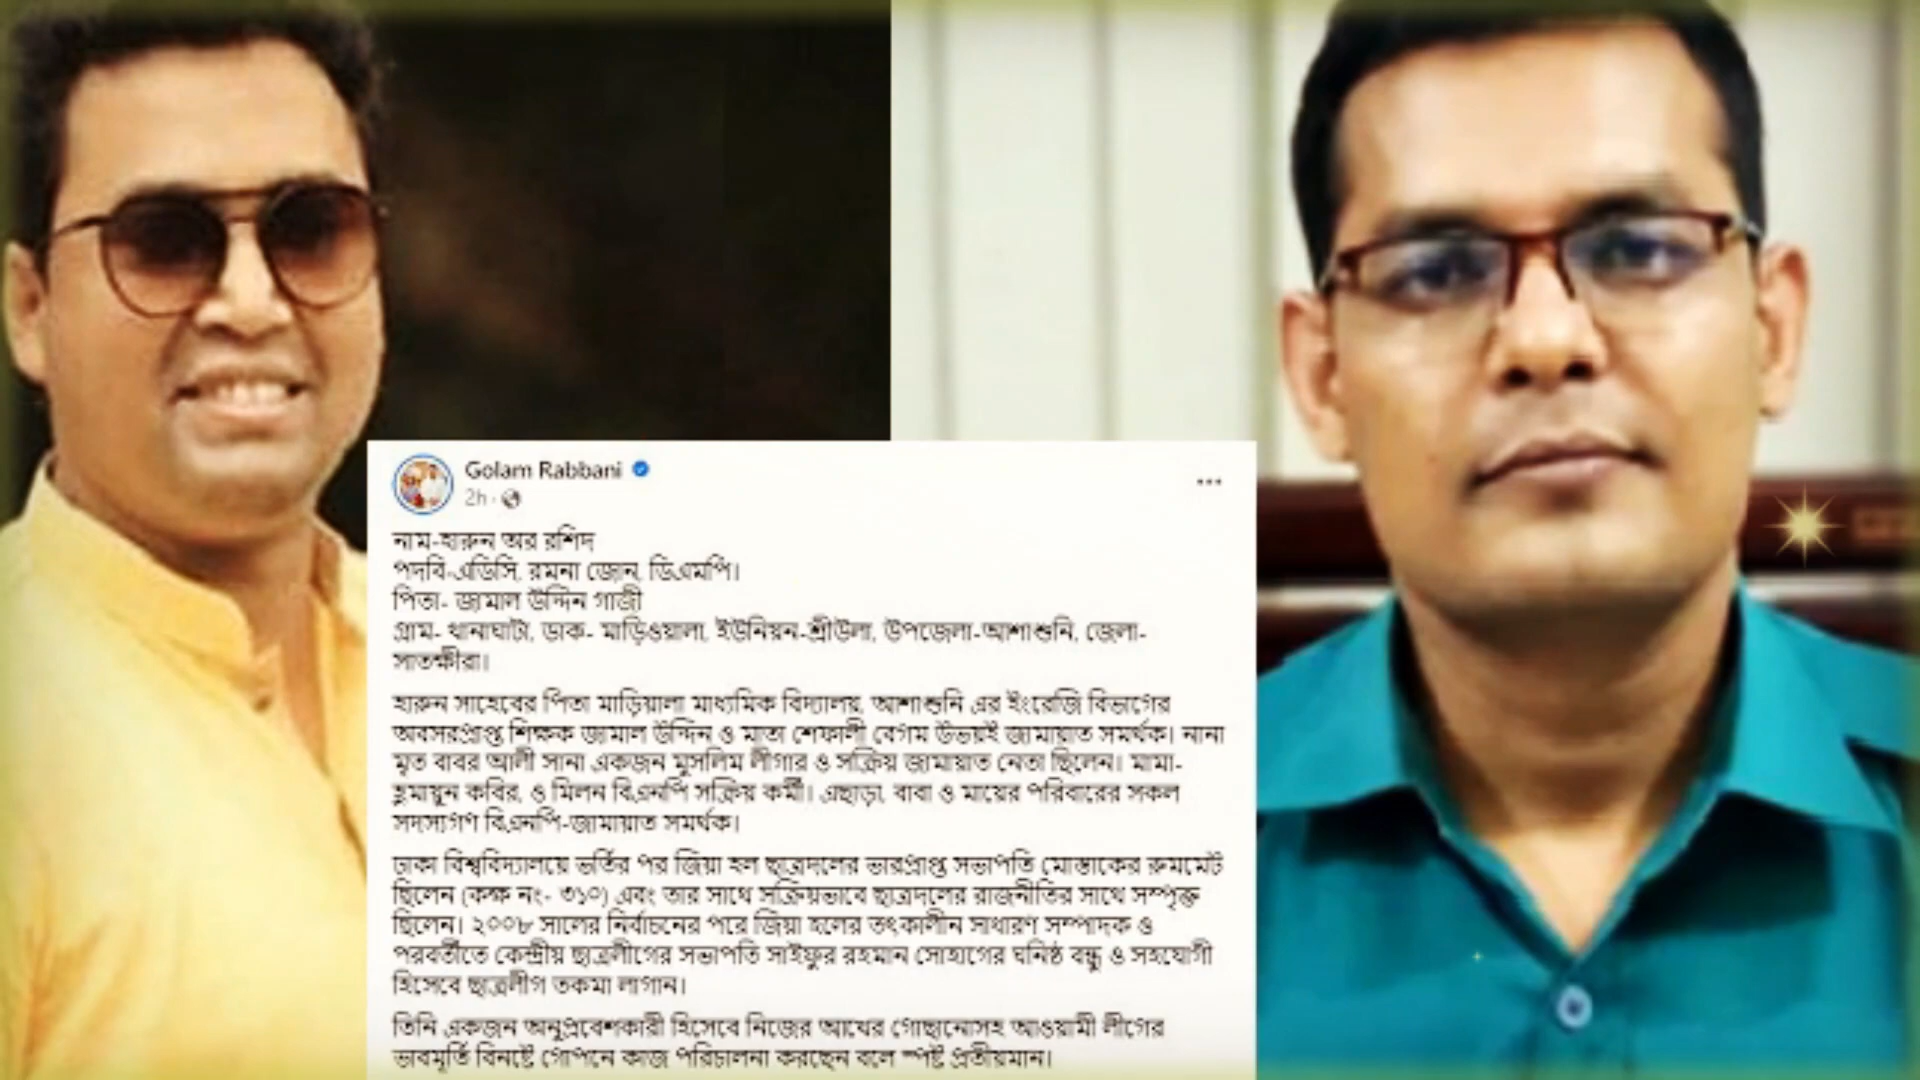 Golam Rabbani
2h ·
নাম-হারুন অর রশিদ
পদবি-এডিসি, রমনা জোন, ডিএমপি।
পিতা- জামাল উদ্দিন গাজী
গ্রাম- থানাঘাটা, ডাক- মাড়িওয়ালা, ইউনিয়ন-শ্রীউলা, উপজেলা-আশাশুনি, জেলা-
সাতক্ষীরা।
হারুন সাহেবের পিতা মাড়িয়ালা মাধ্যমিক বিদ্যালয়, আশাশুনি এর ইংরেজি বিভাগের
অবসরপ্রাপ্ত শিক্ষক জামাল উদ্দিন ও মাতা শেফালী বেগম উভয়ই জামায়াত সমর্থক। নানা
মৃত বাবর আলী সানা একজন মুসলিম লীগার ও সক্রিয় জামায়াত নেতা ছিলেন। মামা-
হুমায়ুন কবির, ও মিলন বিএনপি সক্রিয় কর্মী। এছাড়া, বাবা ও মায়ের পরিবারের সকল
সদস্যগণ বিএনপি-জামায়াত সমর্থক।
ঢাকা বিশ্ববিদ্যালয়ে ভর্তির পর জিয়া হল ছাত্রদলের ভারপ্রাপ্ত সভাপতি মোস্তাকের রুমমেট
ছিলেন (কক্ষ নং- ৩১০) এবং তার সাথে সক্রিয়ভাবে ছাত্রদলের রাজনীতির সাথে সম্পৃক্ত
ছিলেন। ২০০৮ সালের নির্বাচনের পরে জিয়া হলের তৎকালীন সাধারণ সম্পাদক ও
পরবর্তীতে কেন্দ্রীয় ছাত্রলীগের সভাপতি সাইফুর রহমান সোহাগের ঘনিষ্ঠ বন্ধু ও সহযোগী
হিসেবে ছাত্রলীগ তকমা লাগান।
তিনি একজন অনুপ্রবেশকারী হিসেবে নিজের আখের গোছানোসহ আওয়ামী লীগের
ভাবমূর্তি বিনষ্টে গোপনে কাজ পরিচালনা করছেন বলে স্পষ্ট প্রতীয়মান।